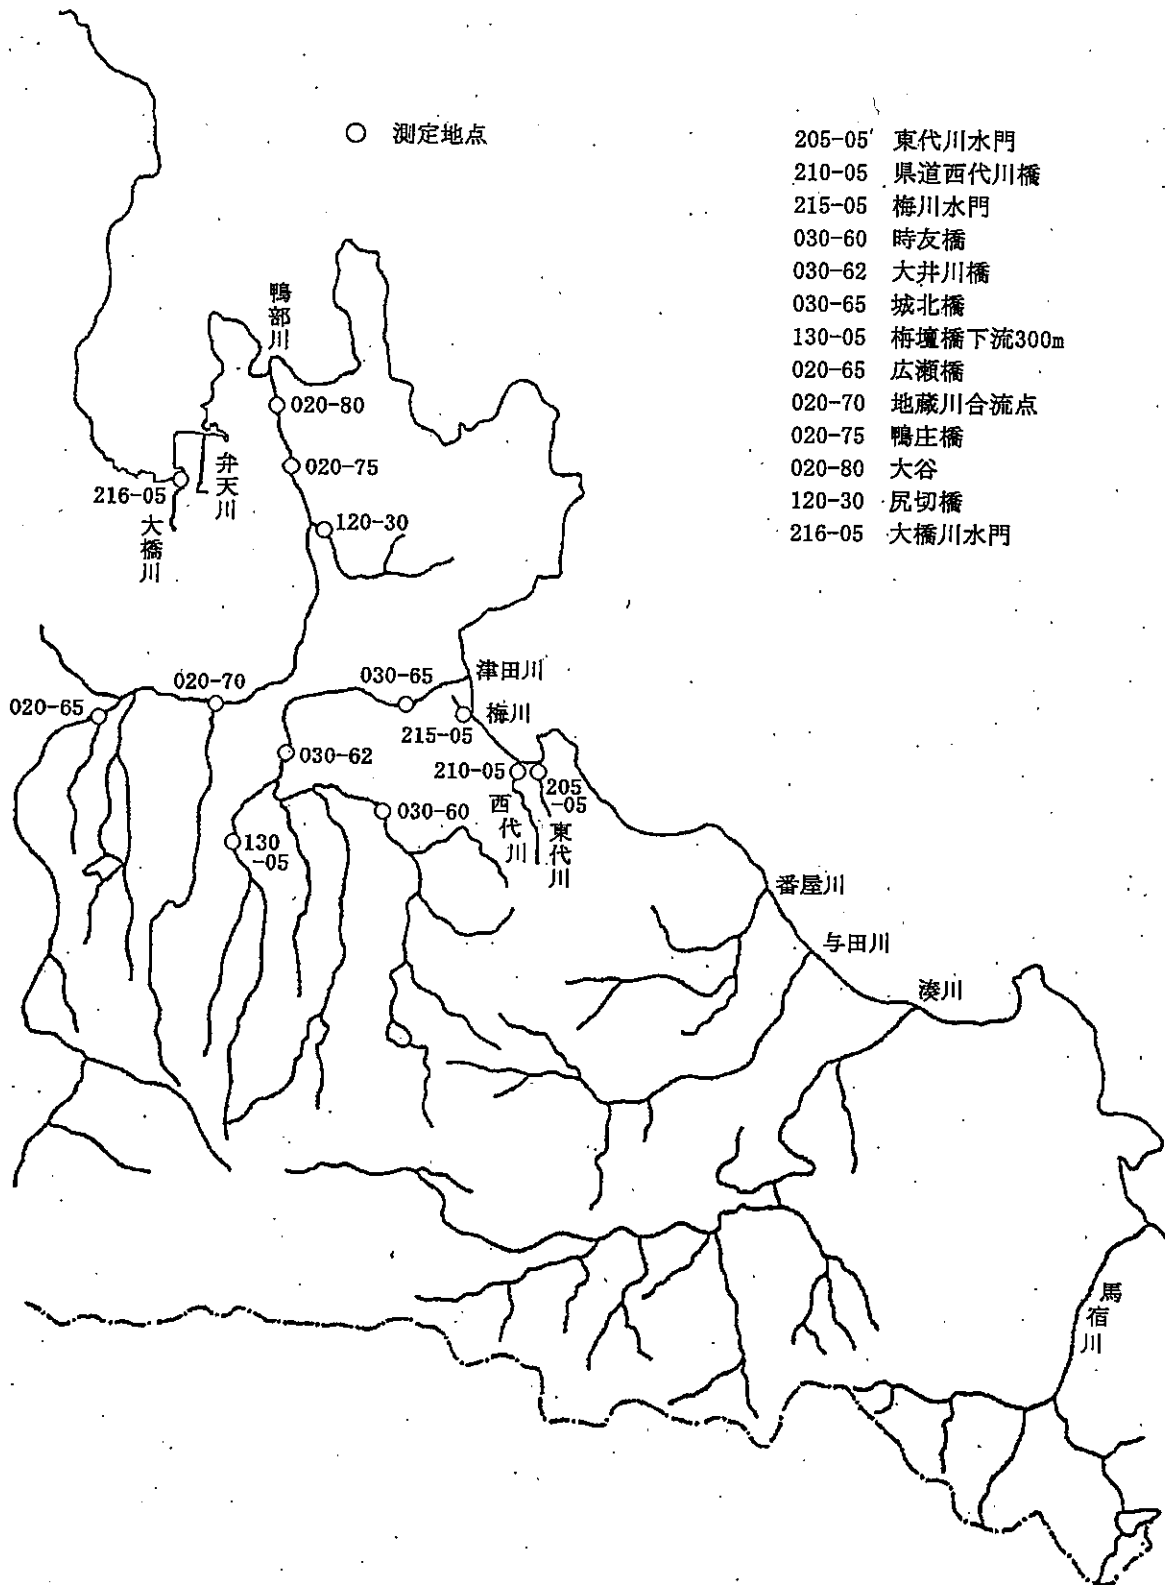 ○ 測定地点
205-05 東代川水門
210-05 県道西代川橋
215-05 梅川水門
030-60 時友橋
030-62 大井川橋
030-65 城北橋
130-05 栴壇橋下流300m
020-65 広瀬橋
020-70 地蔵川合流点
020-75 鴨庄橋
020-80 大谷
120-30 尻切橋
216-05 大橋川水門
鴨部川
020-80
020-75
弁天川
216-05
大橋川
120-30
津田川
030-65
020-70
020-65
梅川
215-05
030-62
210-05
205
-05
030-60
西代川
東代川
130
-05
番屋川
与田川
湊川
馬宿川